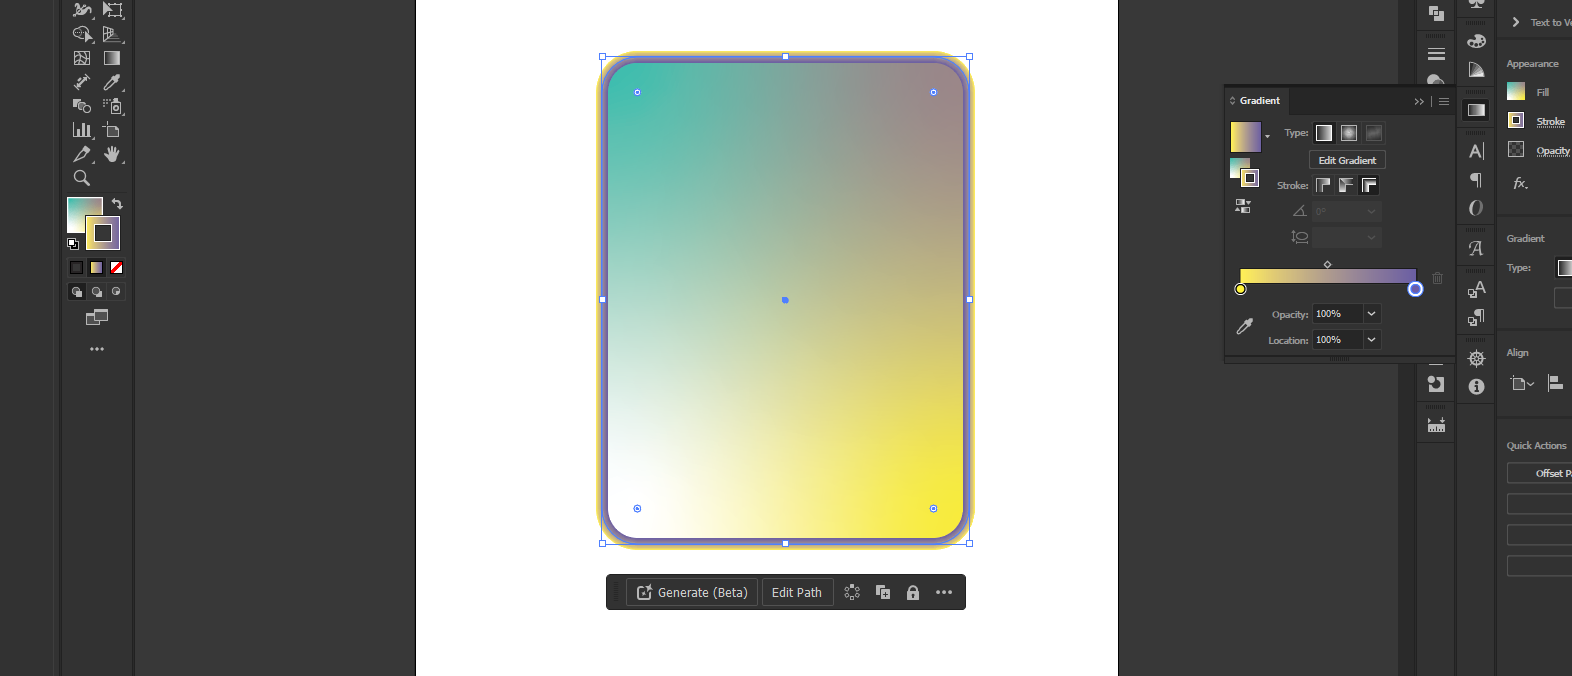 Text to V
Appearance
Gradient
Fill
Type:
Stroke
Edit Gradient
Opacity
Stroke:
0°
Gradient
Type:
Opacity: 100%
Location: 100%
Align
Quick Actions
Offset P
Generate (Beta)
Edit Path